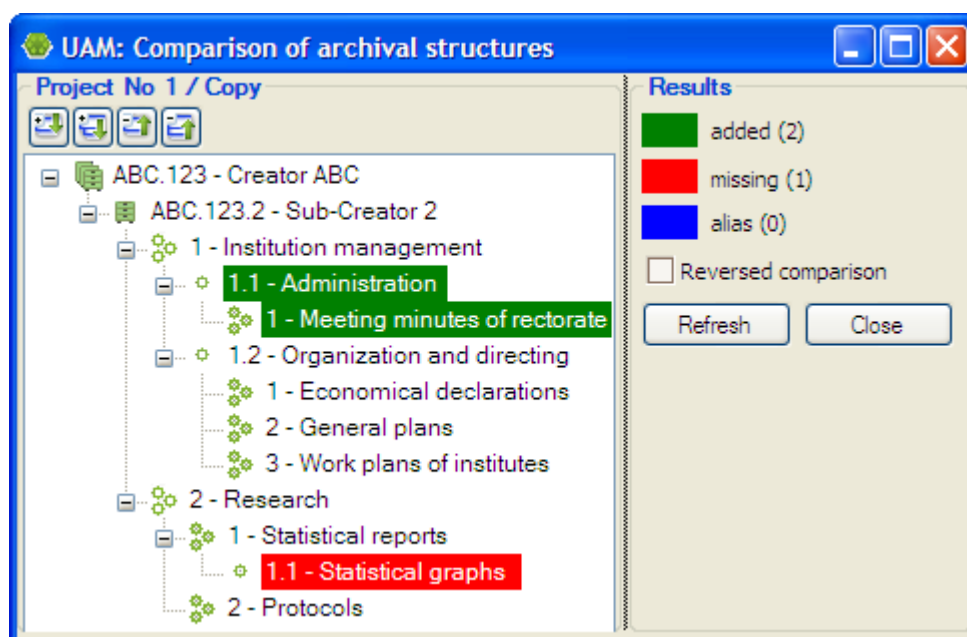 UAM: Comparison of archival structures
Project No 1 / Copy
ABC.123 - Creator ABC
ABC.123.2 - Sub-Creator 2
1 - Institution management
1.1 - Administration
1 - Meeting minutes of rectorate
1.2 - Organization and directing
1 - Economical declarations
2 - General plans
3 - Work plans of institutes
2 - Research
1 - Statistical reports
1.1 - Statistical graphs
2 - Protocols
Results
added (2)
missing (1)
alias (0)
Reversed comparison
Refresh Close